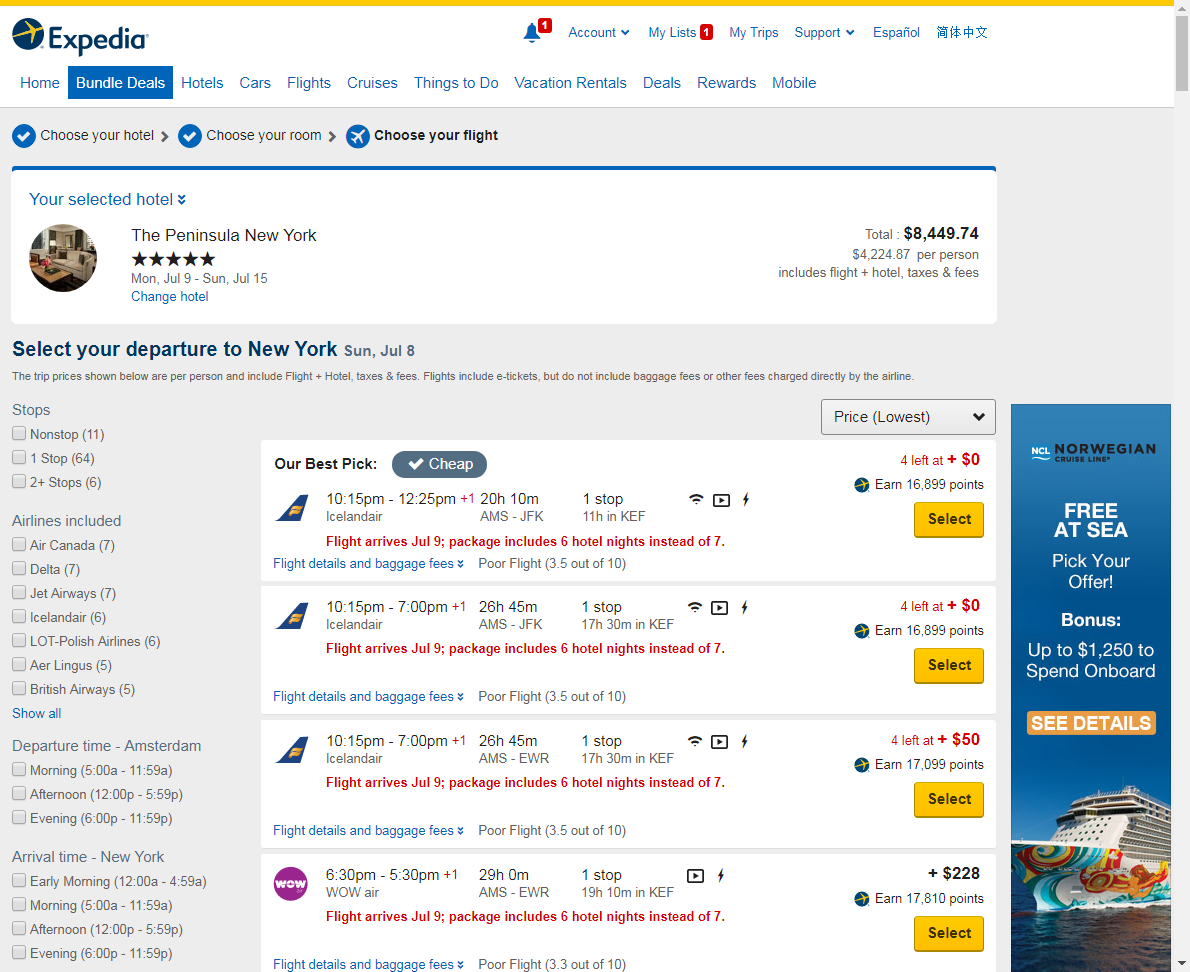 Expedia
1
Account
My Lists 1
My Trips
Support
Español
简体中文
Home
Bundle Deals
Hotels
Cars
Flights
Cruises
Things to Do
Vacation Rentals
Deals
Rewards
Mobile
Choose your hotel
Choose your room
Choose your flight
Your selected hotel
The Peninsula New York
Mon, Jul 9 - Sun, Jul 15
Change hotel
Total : $8,449.74
$4,224.87 per person
includes flight + hotel, taxes & fees
Select your departure to New York Sun, Jul 8
The trip prices shown below are per person and include Flight + Hotel, taxes & fees. Flights include e-tickets, but do not include baggage fees or other fees charged directly by the airline.
Stops
Nonstop (11)
1 Stop (64)
2+ Stops (6)
Airlines included
Air Canada (7)
Delta (7)
Jet Airways (7)
Icelandair (6)
LOT-Polish Airlines (6)
Aer Lingus (5)
British Airways (5)
Show all
Departure time - Amsterdam
Morning (5:00a - 11:59a)
Afternoon (12:00p - 5:59p)
Evening (6:00p - 11:59p)
Arrival time - New York
Early Morning (12:00a - 4:59a)
Morning (5:00a - 11:59a)
Afternoon (12:00p - 5:59p)
Evening (6:00p - 11:59p)
Price (Lowest)
Our Best Pick: Cheap
10:15pm - 12:25pm +1 20h 10m 1 stop
Icelandair AMS - JFK 11h in KEF
Flight arrives Jul 9; package includes 6 hotel nights instead of 7.
Flight details and baggage fees Poor Flight (3.5 out of 10)
4 left at + $0
Earn 16,899 points
Select
10:15pm - 7:00pm +1 26h 45m 1 stop
Icelandair AMS - JFK 17h 30m in KEF
Flight arrives Jul 9; package includes 6 hotel nights instead of 7.
Flight details and baggage fees Poor Flight (3.5 out of 10)
4 left at + $0
Earn 16,899 points
Select
10:15pm - 7:00pm +1 26h 45m 1 stop
Icelandair AMS - EWR 17h 30m in KEF
Flight arrives Jul 9; package includes 6 hotel nights instead of 7.
Flight details and baggage fees Poor Flight (3.5 out of 10)
4 left at + $50
Earn 17,099 points
Select
wow
6:30pm - 5:30pm +1 29h 0m 1 stop
WOW air AMS - EWR 19h 10m in KEF
Flight arrives Jul 9; package includes 6 hotel nights instead of 7.
Flight details and baggage fees Poor Flight (3.3 out of 10)
+ $228
Earn 17,810 points
Select
NCL NORWEGIAN
CRUISE LINE®
FREE
AT SEA
Pick Your
Offer!
Bonus:
Up to $1,250 to
Spend Onboard
SEE DETAILS